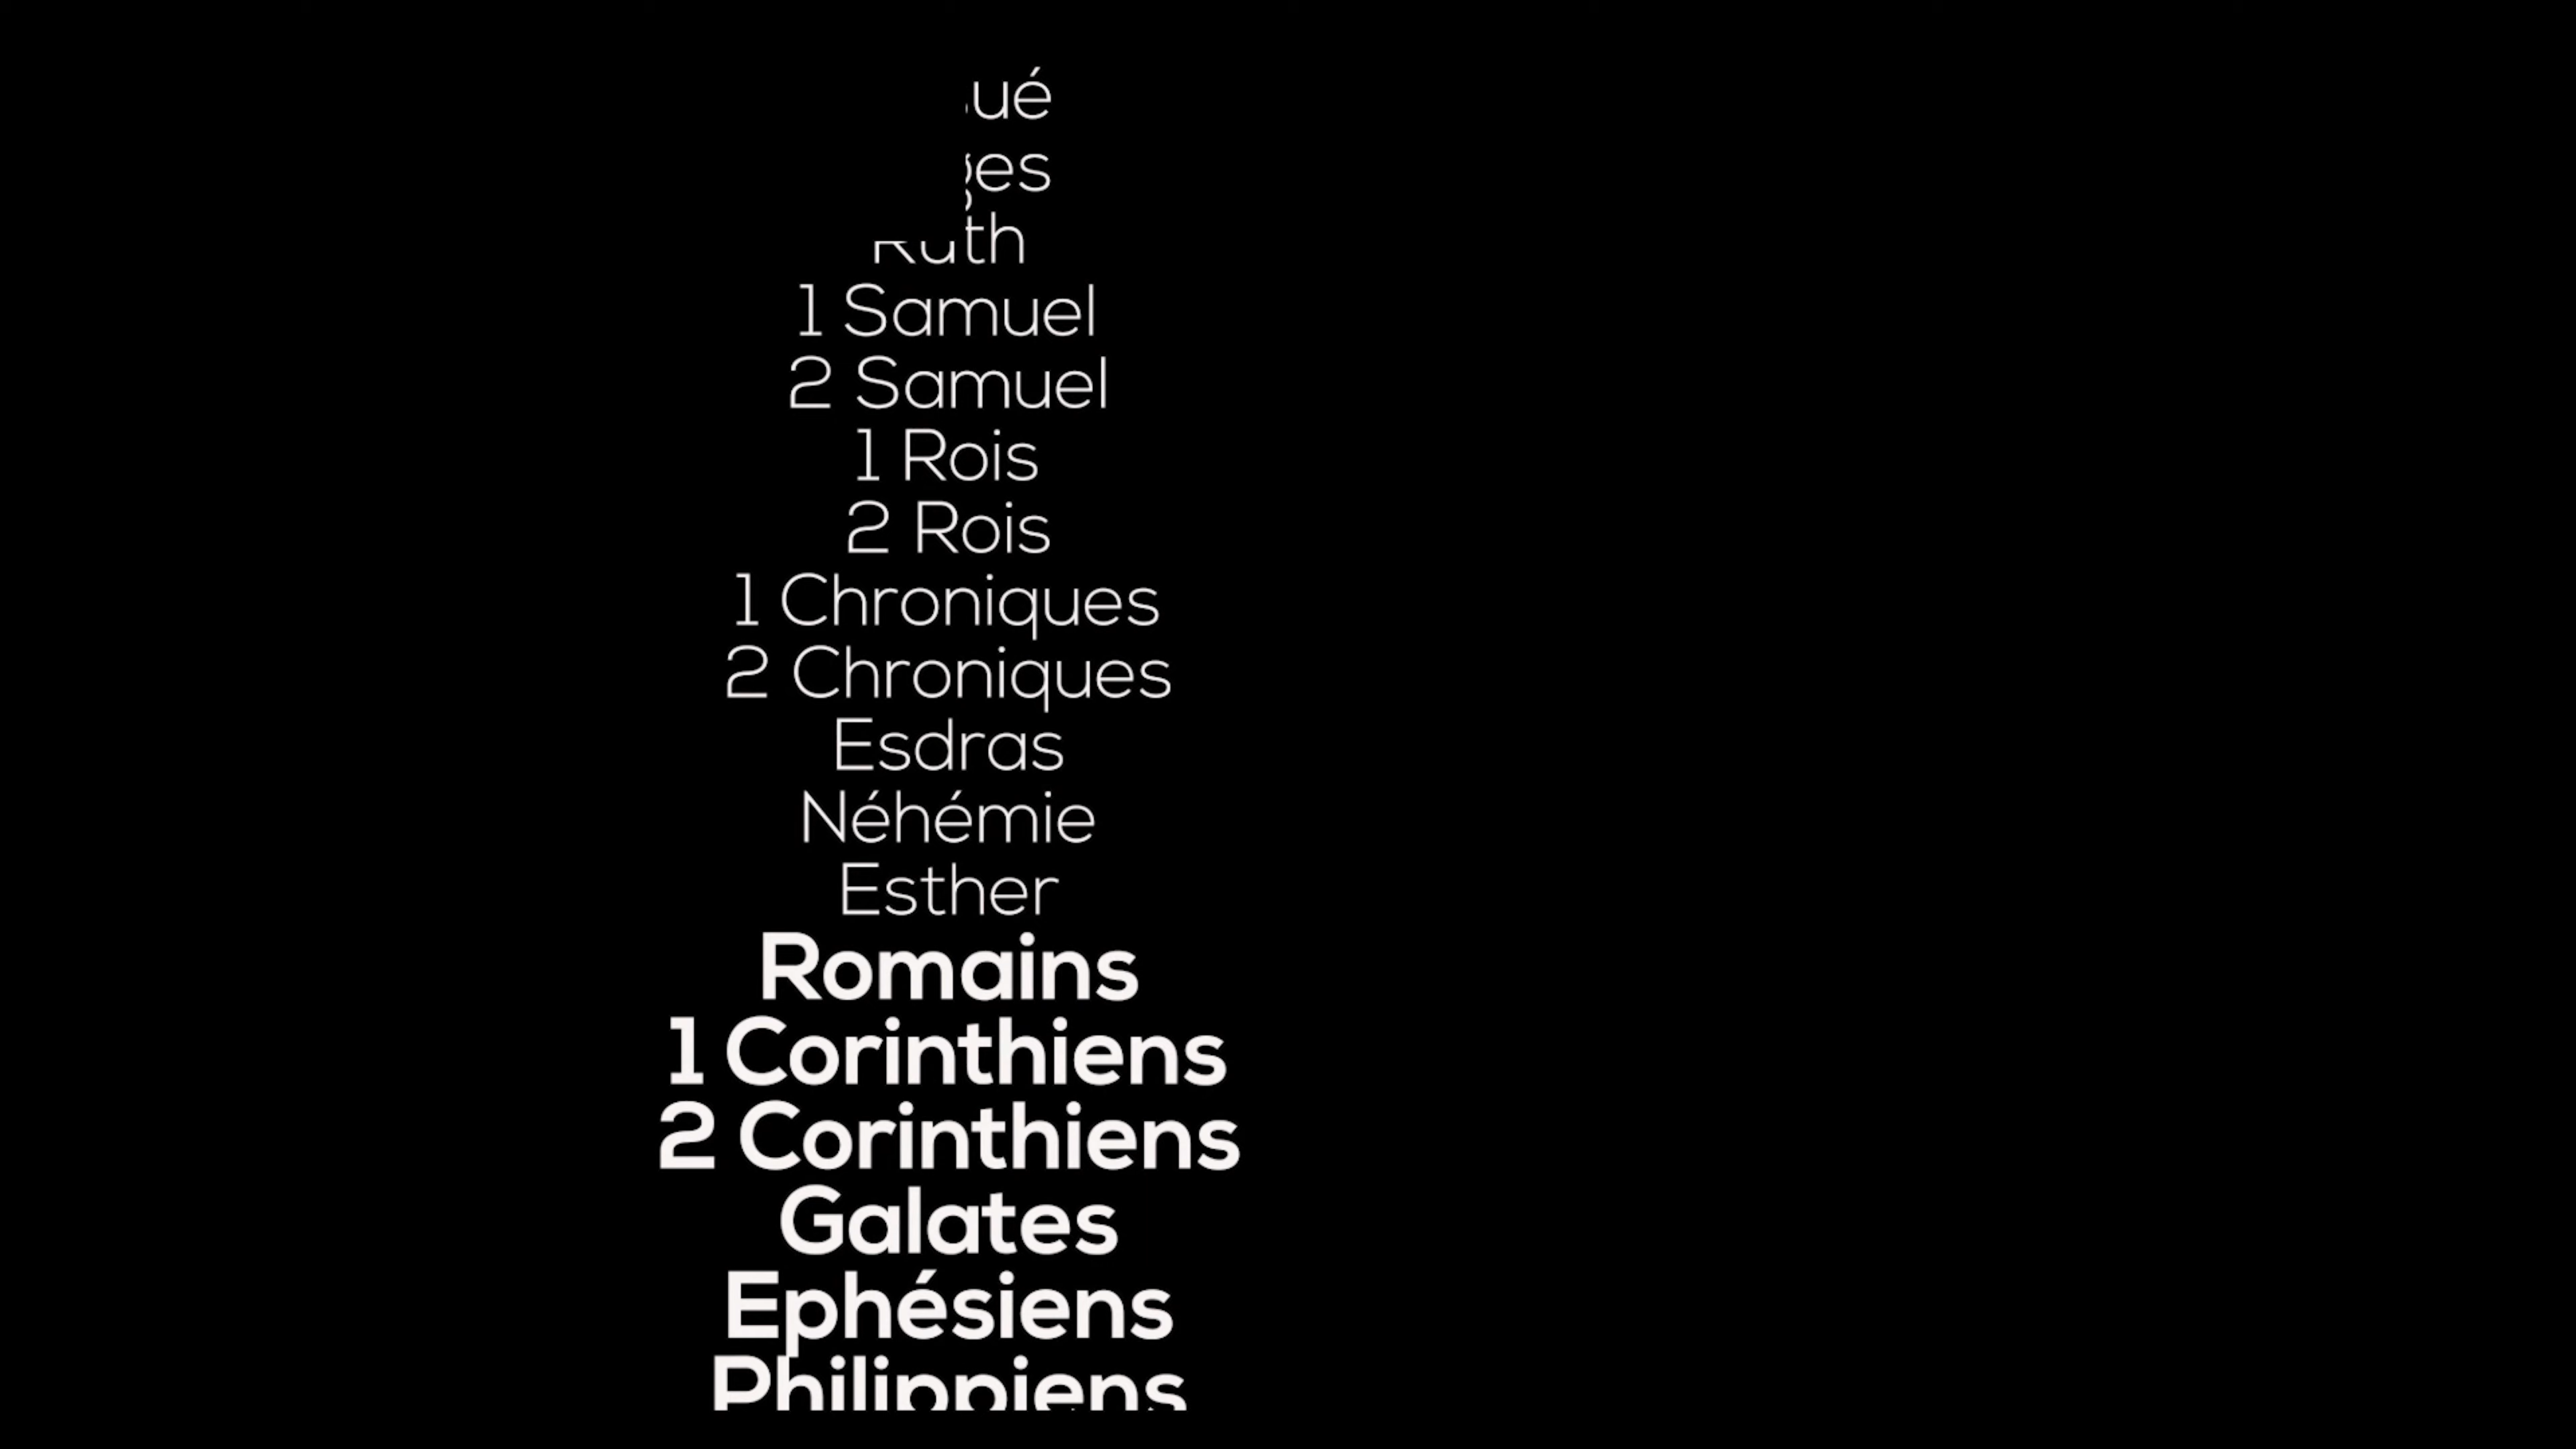 Ruth
1 Samuel
2 Samuel
1 Rois
2 Rois
1 Chroniques
2 Chroniques
Esdras
Néhémie
Esther
Romains
1 Corinthiens
2 Corinthiens
Galates
Ephésiens
Philippiens